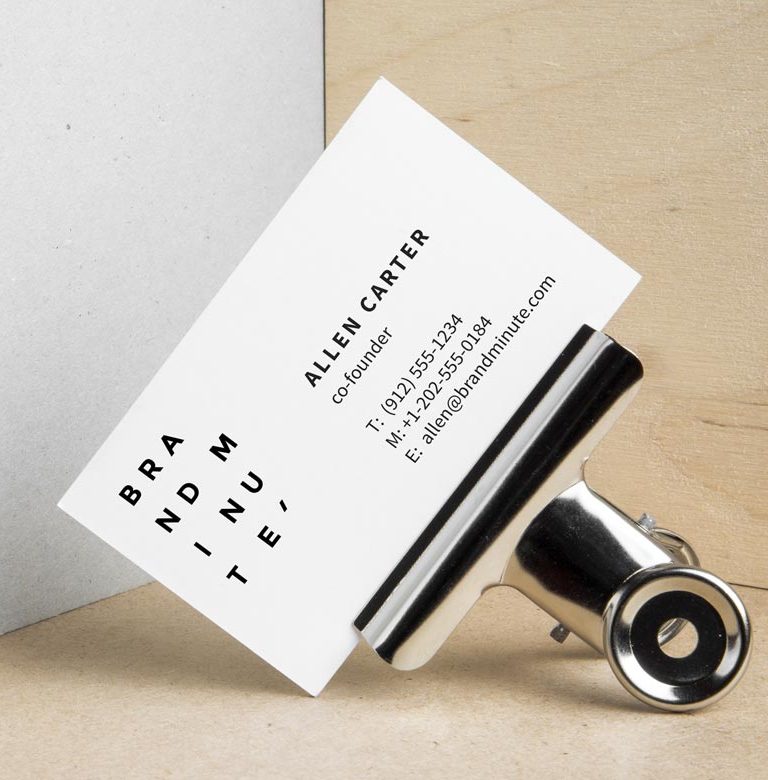 BRA
ND M
I NU
T E´
ALLEN CARTER
co-founder
T: (912) 555-1234
M: +1-202-555-0184
E: allen@brandminute.com